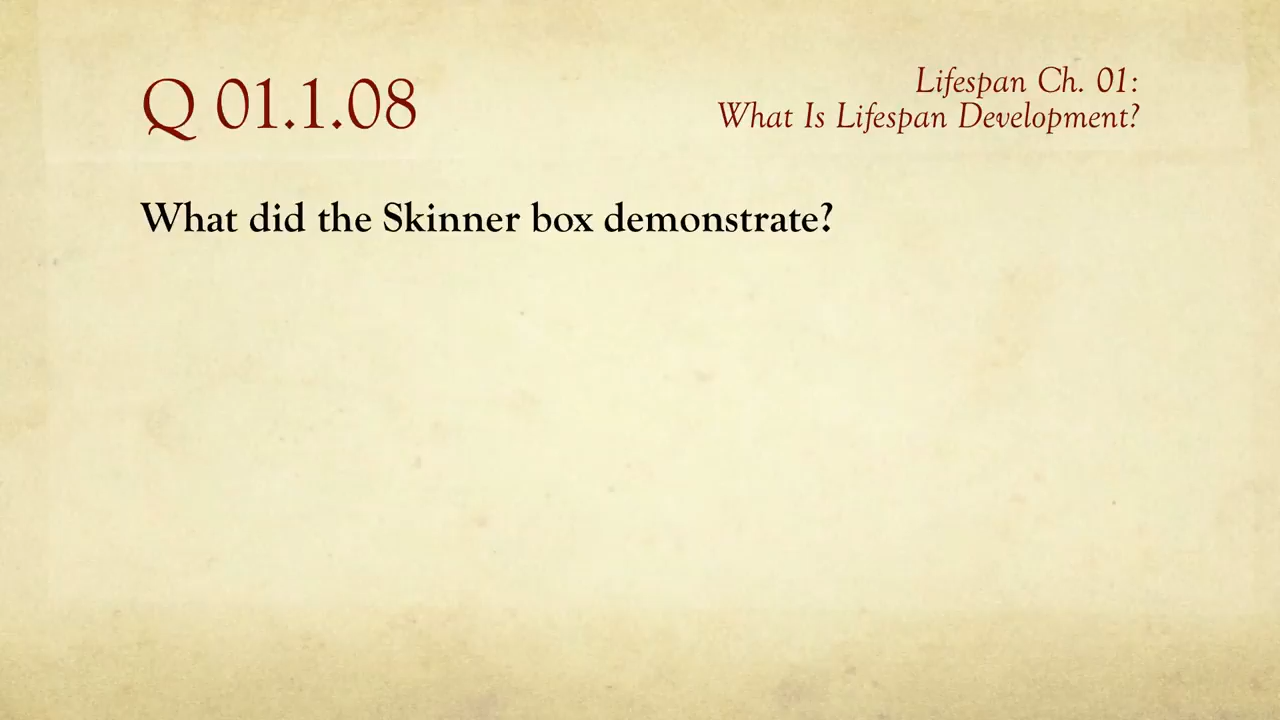 Q 01.1.08
Lifespan Ch. 01:
What Is Lifespan Development?
What did the Skinner box demonstrate?